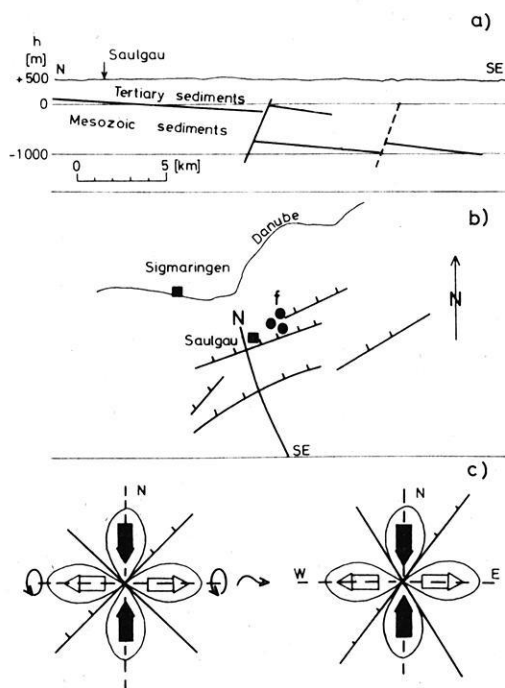 a)
h
[m]
N
Saulgau
SE
+500
Tertiary sediments
0
Mesozoic sediments
-1000
0 5
[km]
b)
Danube
Sigmaringen
f
N
N
Saulgau
SE
c)
N
N
W
E